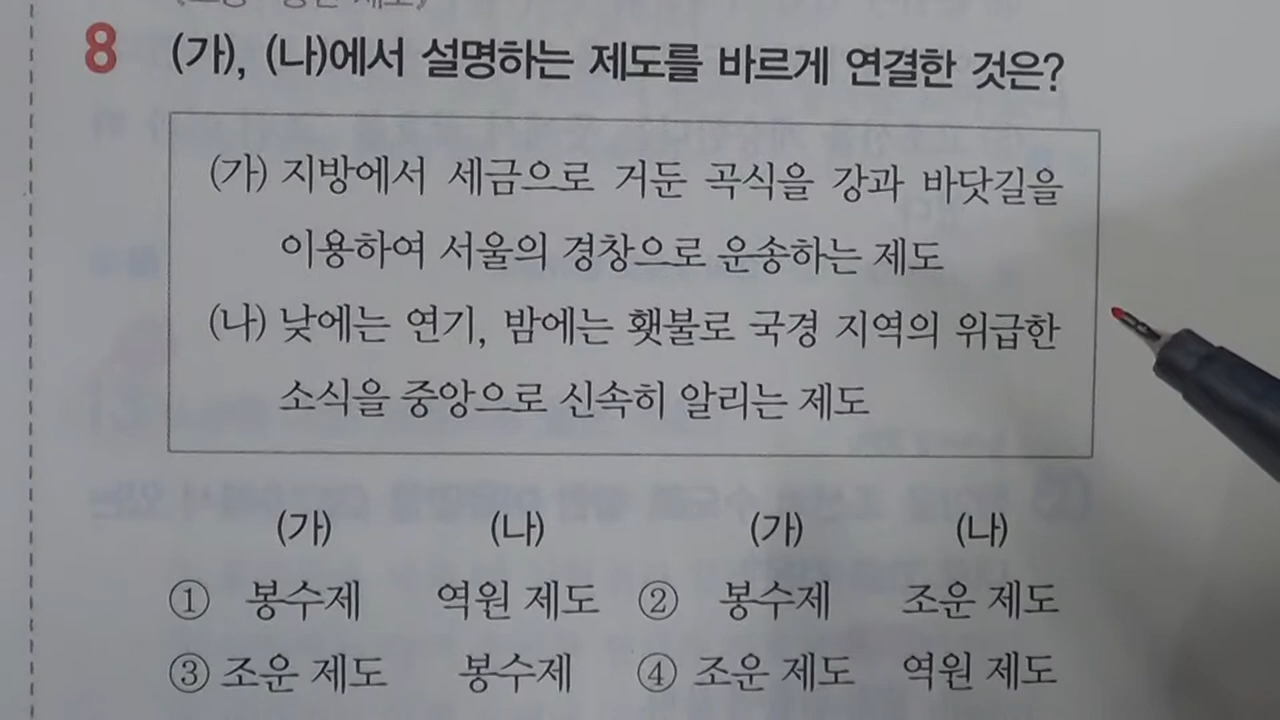 8 (가), (나)에서 설명하는 제도를 바르게 연결한 것은?
(가) 지방에서 세금으로 거둔 곡식을 강과 바닷길을
이용하여 서울의 경창으로 운송하는 제도
(나) 낮에는 연기, 밤에는 횃불로 국경 지역의 위급한
소식을 중앙으로 신속히 알리는 제도
(가) (나) (가) (나)
① 봉수제 역원 제도 ② 봉수제 조운 제도
③ 조운 제도 봉수제 ④ 조운 제도 역원 제도